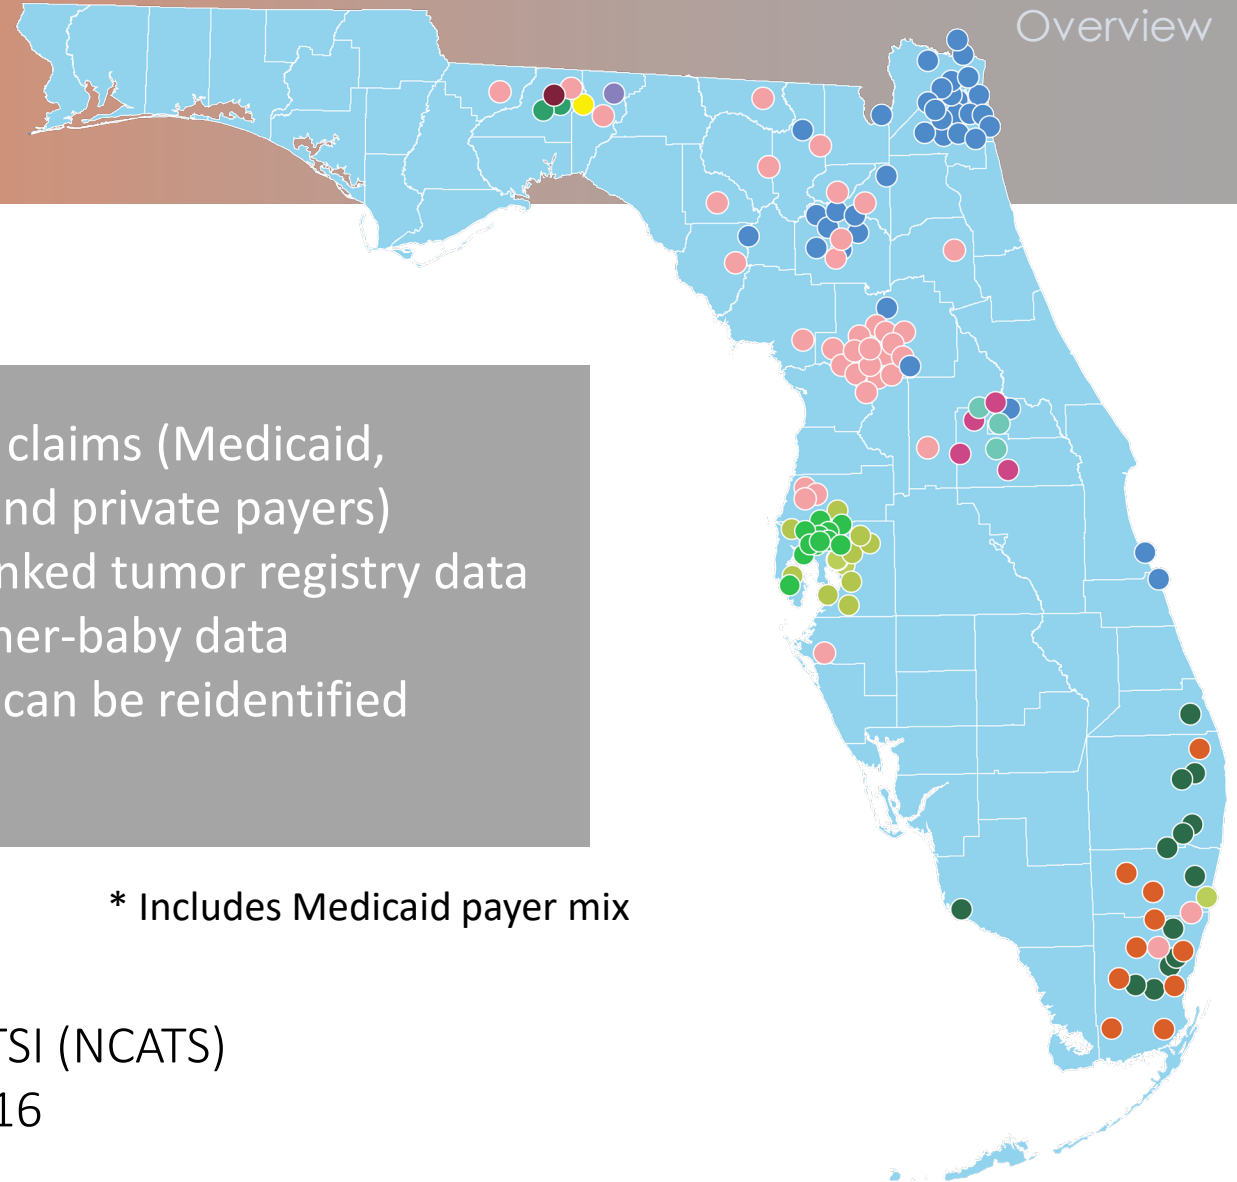 Overview
claims (Medicaid,
nd private payers)
nked tumor registry data
ner-baby data
can be reidentified
* Includes Medicaid payer mix
TSI (NCATS)
16